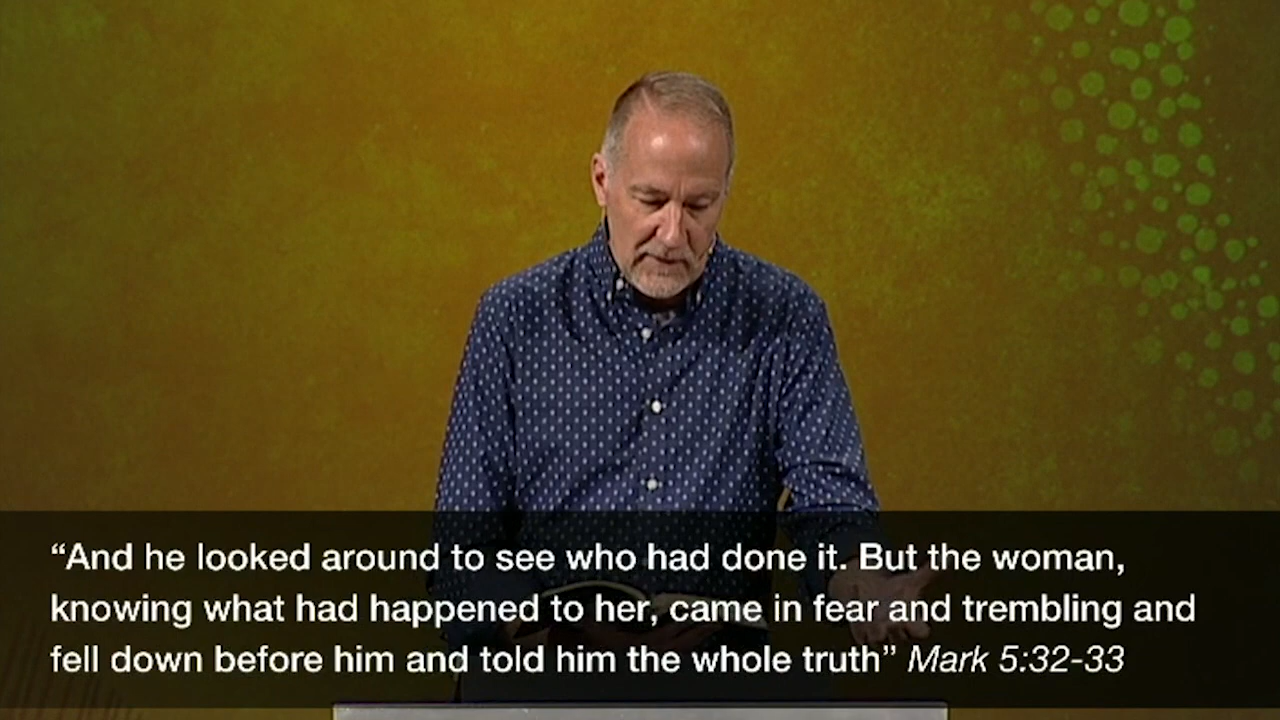 “And he looked around to see who had done it. But the woman,
knowing what had happened to her, came in fear and trembling and
fell down before him and told him the whole truth” Mark 5:32-33